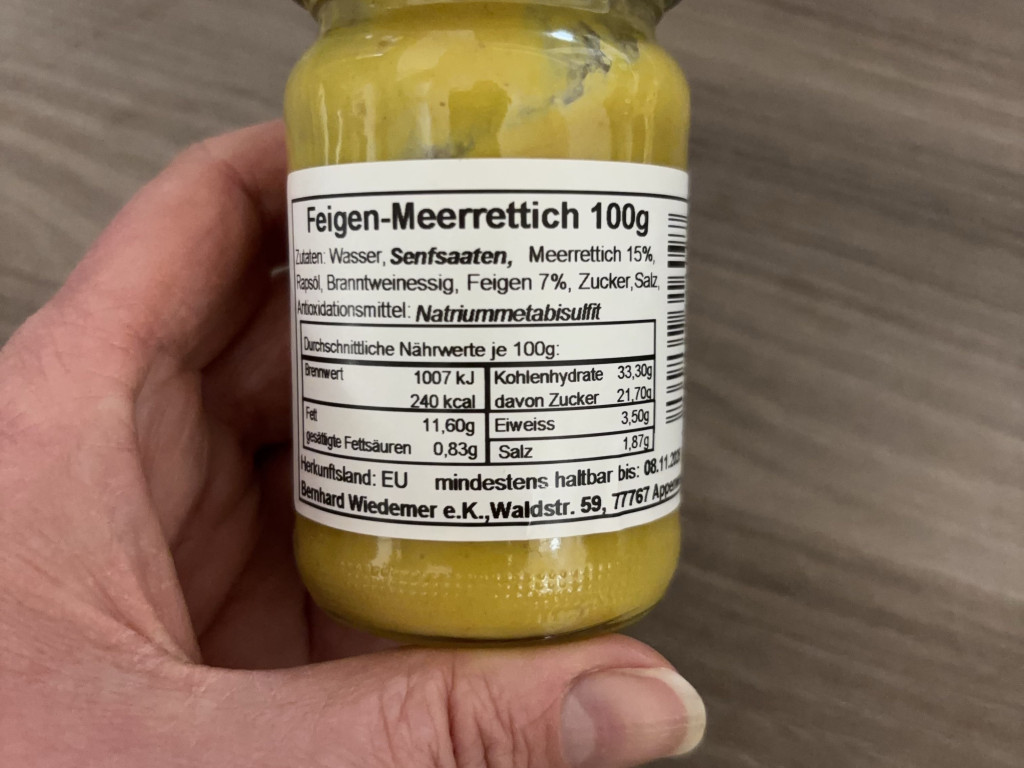 Feigen-Meerrettich 100g
Zutaten: Wasser, Senfsaaten, Meerrettich 15%,
Rapsöl, Branntweinessig, Feigen 7%, Zucker, Salz,
Antioxidationsmittel: Natriummetabisulfit
Durchschnittliche Nährwerte je 100g:
Brennwert 1007 kJ Kohlenhydrate 33,30g
240 kcal davon Zucker 21,70g
Fett 11,60g Eiweiss 3,50g
gesättigte Fettsäuren 0,83g Salz 1,87g
Herkunftsland: EU mindestens haltbar bis: 08.11.
Bernhard Wiedemer e.K.,Waldstr. 59, 77767